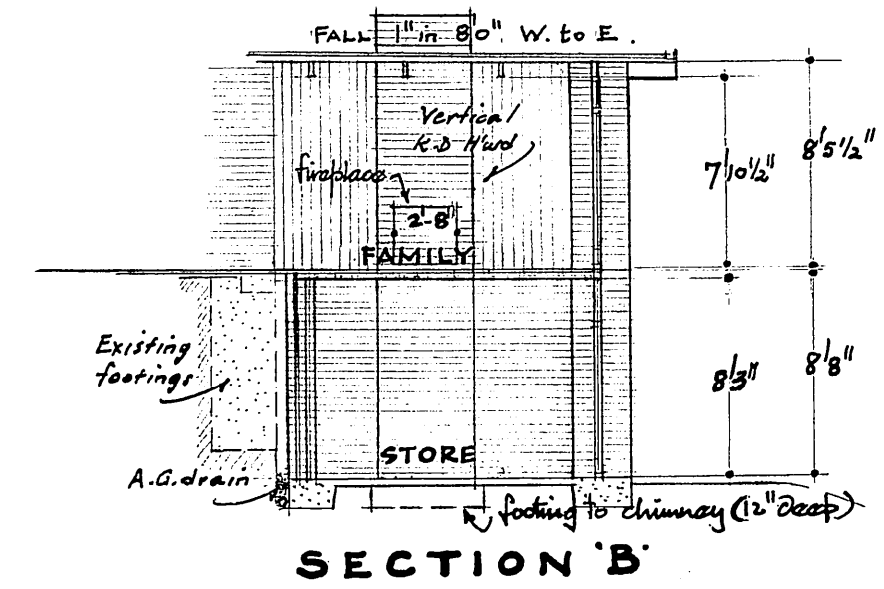 FALL 1" in 8'0", W. to E.
Vertical
K.D H'wd
fireplace
2'-8"
FAMILY
7'10½"
8'5½"
Existing
footings
8'3"
8'8"
STORE
A.G. drain
footing to chimney (12" Deep)
SECTION 'B'